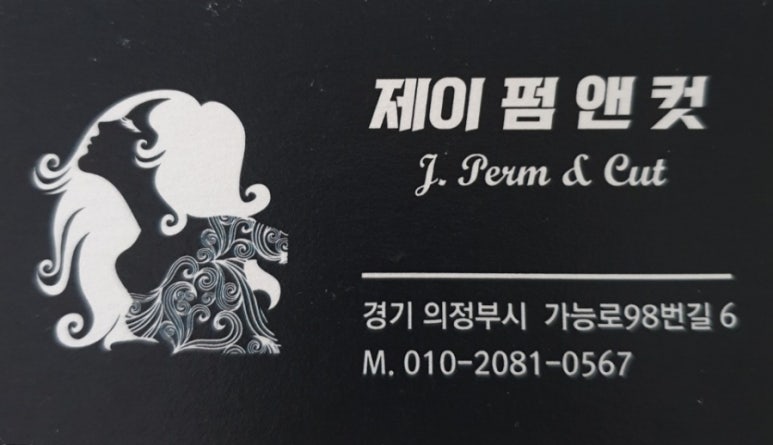 제이 펌 앤 컷
J. Perm & Cut
경기 의정부시 가능로98번길 6
M. 010-2081-0567